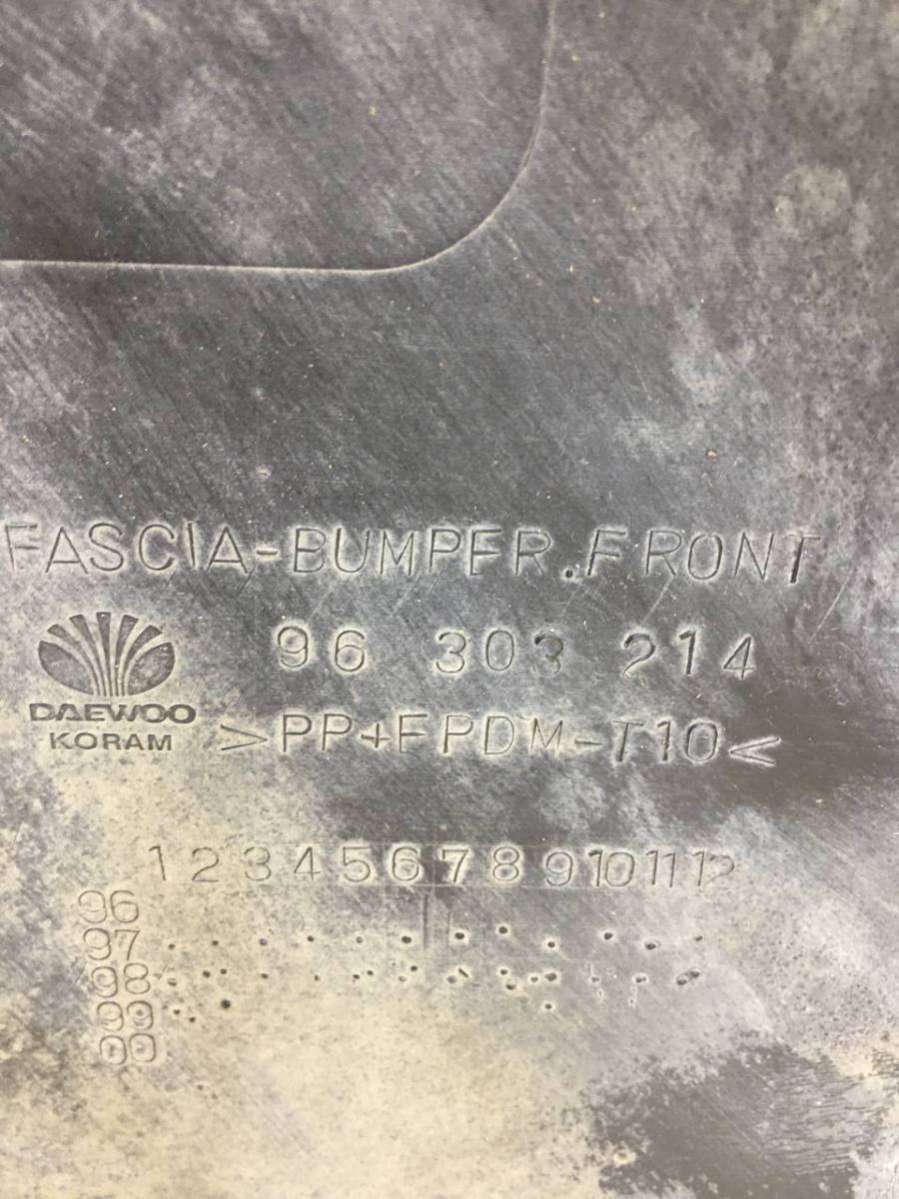 FASCIA-BUMPER.FRONT
96 303 214
DAEWOO
KORAM
>PP+EPDM-T10<
1 2 3 4 5 6 7 8 9 10 11 12
96
97
98
99
00